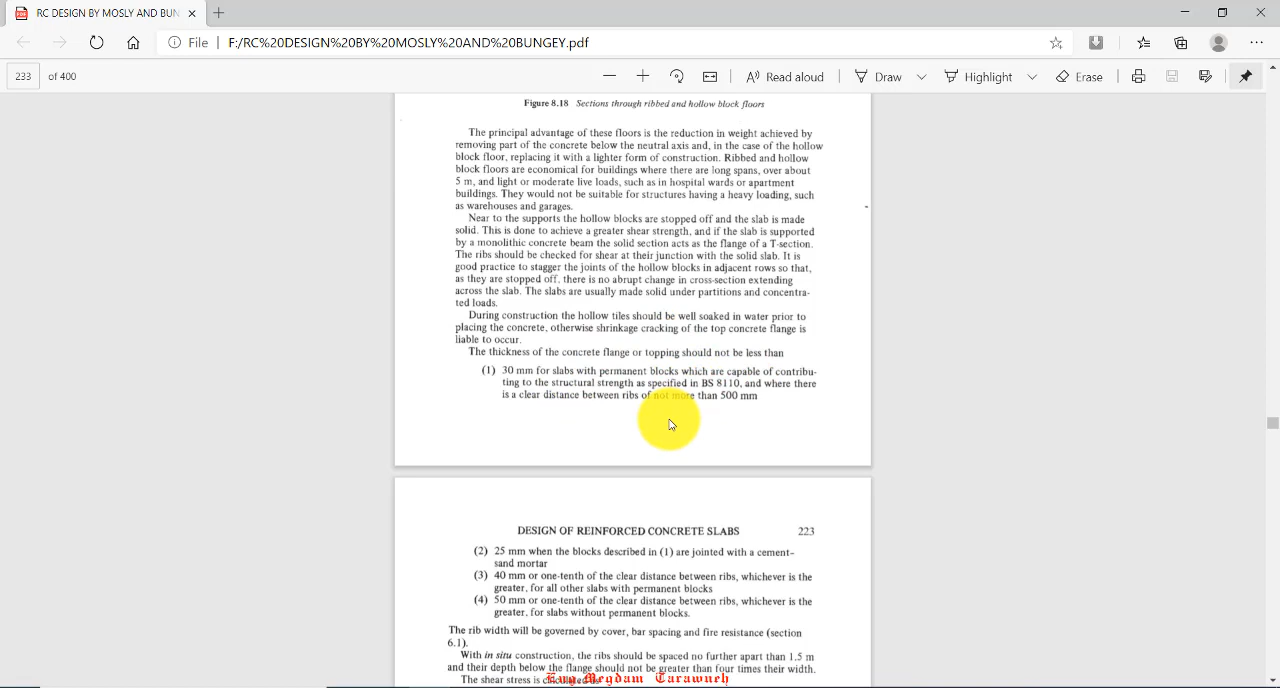 RC DESIGN BY MOSLY AND BUN
File F:/RC%20DESIGN%20BY%20MOSLY%20AND%20BUNGEY.pdf
233 of 400 Read aloud Draw Highlight Erase
Figure 8.18 Sections through ribbed and hollow block floors
The principal advantage of these floors is the reduction in weight achieved by
removing part of the concrete below the neutral axis and, in the case of the hollow
block floor, replacing it with a lighter form of construction. Ribbed and hollow
block floors are economical for buildings where there are long spans, over about
5 m, and light or moderate live loads, such as in hospital wards or apartment
buildings. They would not be suitable for structures having a heavy loading, such
as warehouses and garages.
Near to the supports the hollow blocks are stopped off and the slab is made
solid. This is done to achieve a greater shear strength, and if the slab is supported
by a monolithic concrete beam the solid section acts as the flange of a T-section.
The ribs should be checked for shear at their junction with the solid slab. It is
good practice to stagger the joints of the hollow blocks in adjacent rows so that,
as they are stopped off, there is no abrupt change in cross-section extending
across the slab. The slabs are usually made solid under partitions and concentra-
ted loads.
During construction the hollow tiles should be well soaked in water prior to
placing the concrete, otherwise shrinkage cracking of the top concrete flange is
liable to occur.
The thickness of the concrete flange or topping should not be less than
(1) 30 mm for slabs with permanent blocks which are capable of contribu-
ting to the structural strength as specified in BS 8110, and where there
is a clear distance between ribs of not more than 500 mm
DESIGN OF REINFORCED CONCRETE SLABS 223
(2) 25 mm when the blocks described in (1) are jointed with a cement-
sand mortar
(3) 40 mm or one-tenth of the clear distance between ribs, whichever is the
greater, for all other slabs with permanent blocks
(4) 50 mm or one-tenth of the clear distance between ribs, whichever is the
greater, for slabs without permanent blocks.
The rib width will be governed by cover, bar spacing and fire resistance (section
6.1).
With in situ construction, the ribs should be spaced no further apart than 1.5 m
and their depth below the flange should not be greater than four times their width.
The shear stress is
Eng. Meydam Tarawneh